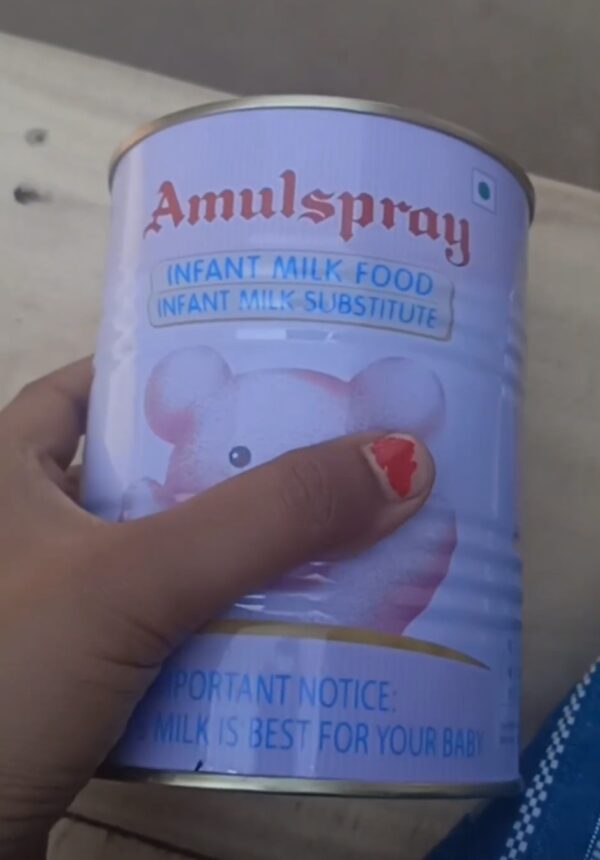 Amulspray
INFANT MILK FOOD
INFANT MILK SUBSTITUTE
PORTANT NOTICE:
MILK IS BEST FOR YOUR BABY